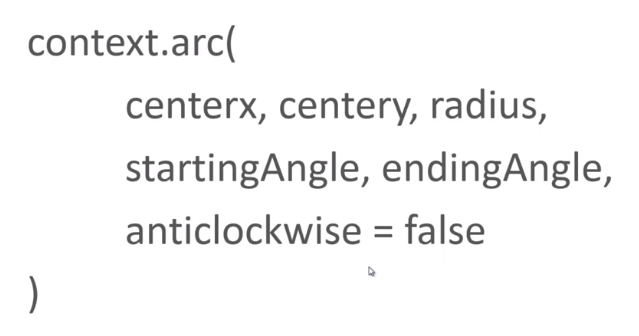 context.arc(
centerx, centery, radius,
startingAngle, endingAngle,
anticlockwise = false
)